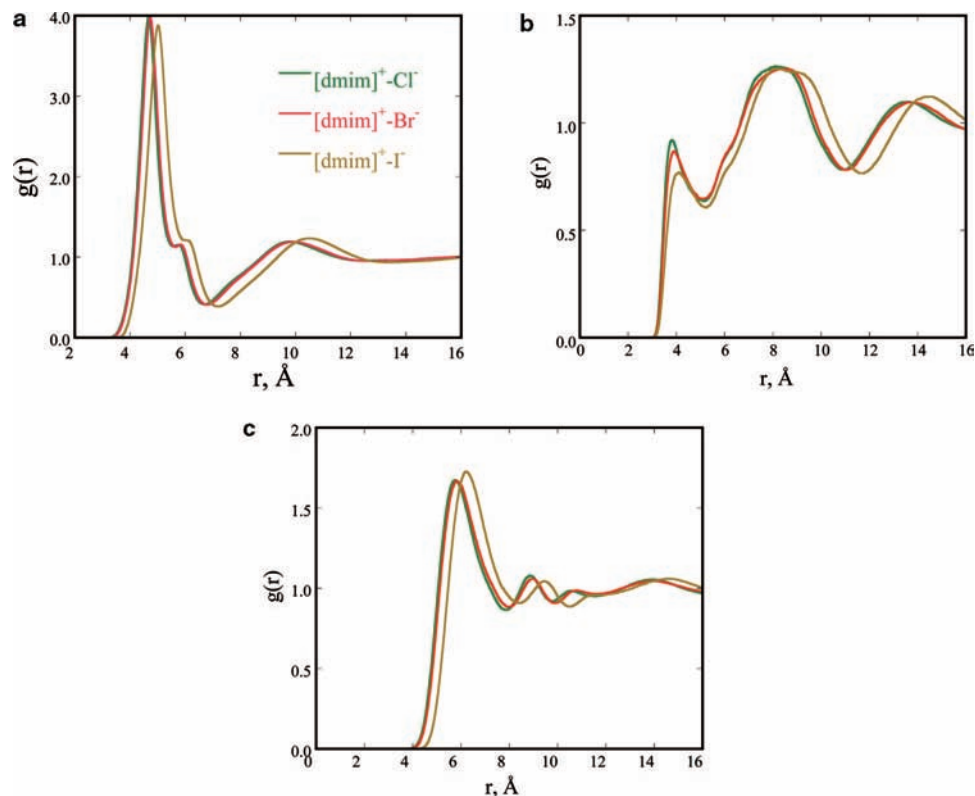 a
4.0
3.0
2.0
1.0
0.0
g(r)
2 4 6 8 10 12 14 16
r, Å
[dmim]⁺-Cl⁻
[dmim]⁺-Br⁻
[dmim]⁺-I⁻
b
1.5
1.0
0.5
0.0
g(r)
0 2 4 6 8 10 12 14 16
r, Å
c
2.0
1.5
1.0
0.5
0.0
g(r)
0 2 4 6 8 10 12 14 16
r, Å